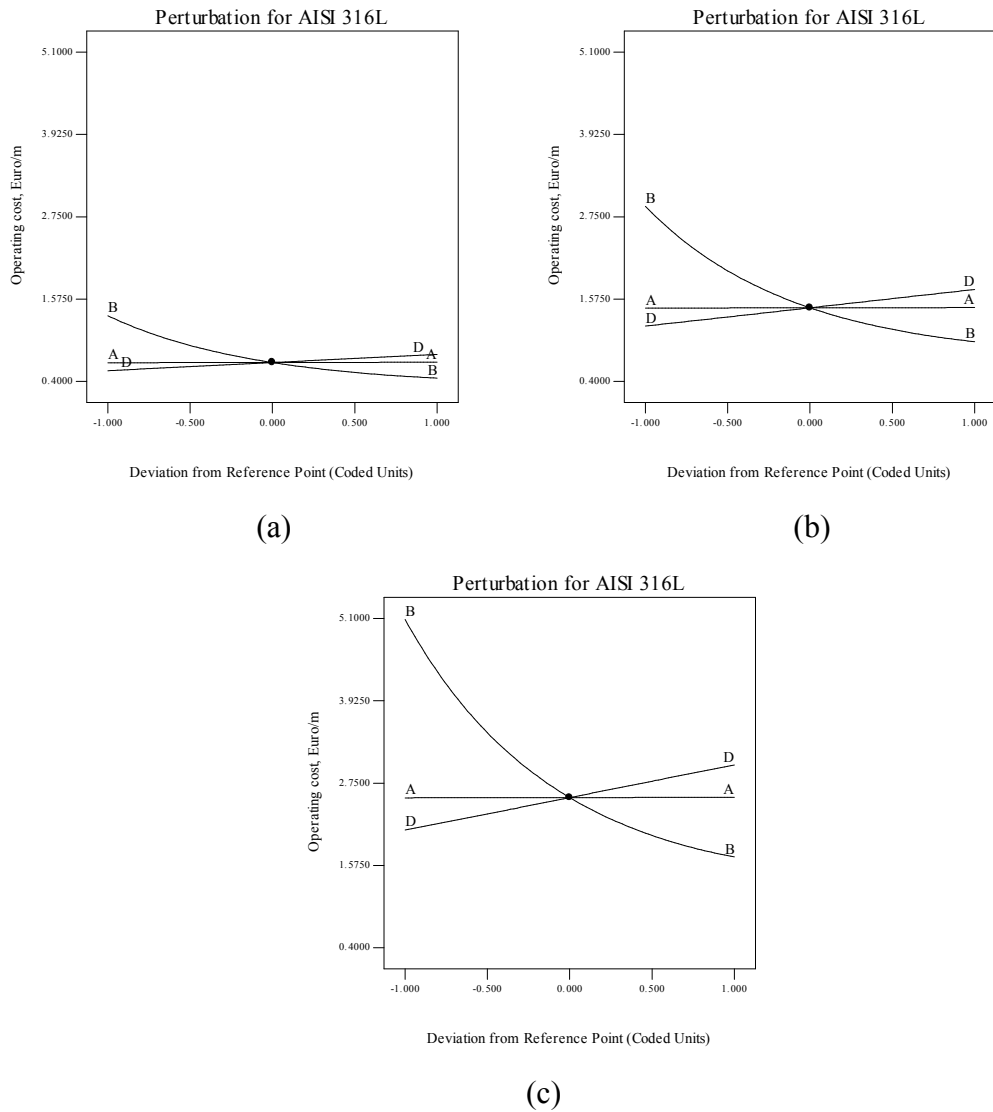 Perturbation for AISI 316L
5.1000
3.9250
2.7500
1.5750
0.4000
Operating cost, Euro/m
B
A
D
D
A
B
-1.000 -0.500 0.000 0.500 1.000
Deviation from Reference Point (Coded Units)
(a)
Perturbation for AISI 316L
5.1000
3.9250
2.7500
1.5750
0.4000
Operating cost, Euro/m
B
A
D
D
A
B
-1.000 -0.500 0.000 0.500 1.000
Deviation from Reference Point (Coded Units)
(b)
Perturbation for AISI 316L
5.1000
3.9250
2.7500
1.5750
0.4000
Operating cost, Euro/m
B
A
D
D
A
B
-1.000 -0.500 0.000 0.500 1.000
Deviation from Reference Point (Coded Units)
(c)